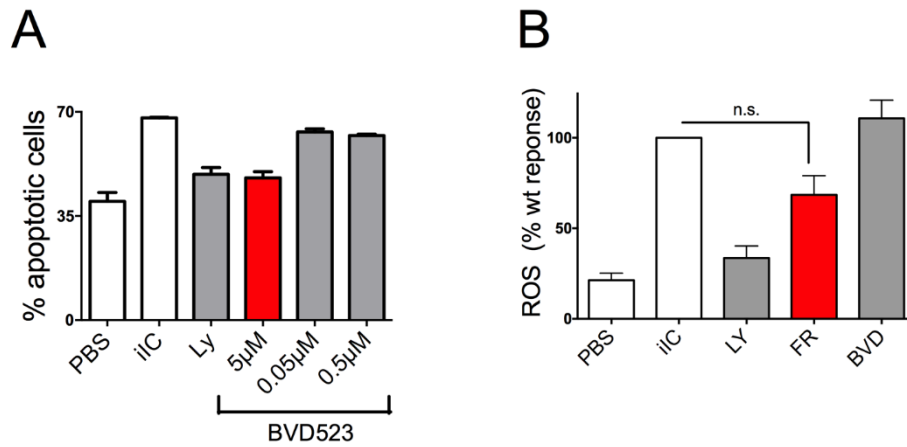 A
% apoptotic cells
70
35
0
PBS
iIC
Ly
5μM
0.05μM
0.5μM
BVD523
B
ROS (% wt reponse)
100
50
0
n.s.
PBS
iIC
LY
FR
BVD